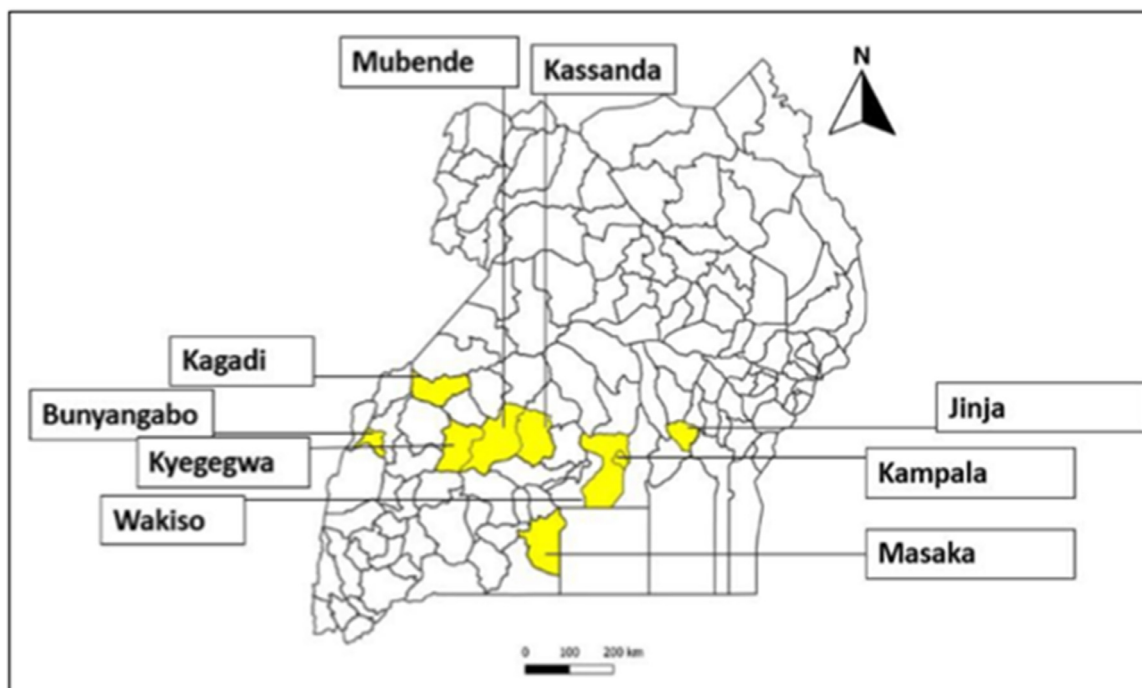 Mubende
Kassanda
N
Kagadi
Bunyangabo
Jinja
Kyegegwa
Kampala
Wakiso
Masaka
0 100 200 km